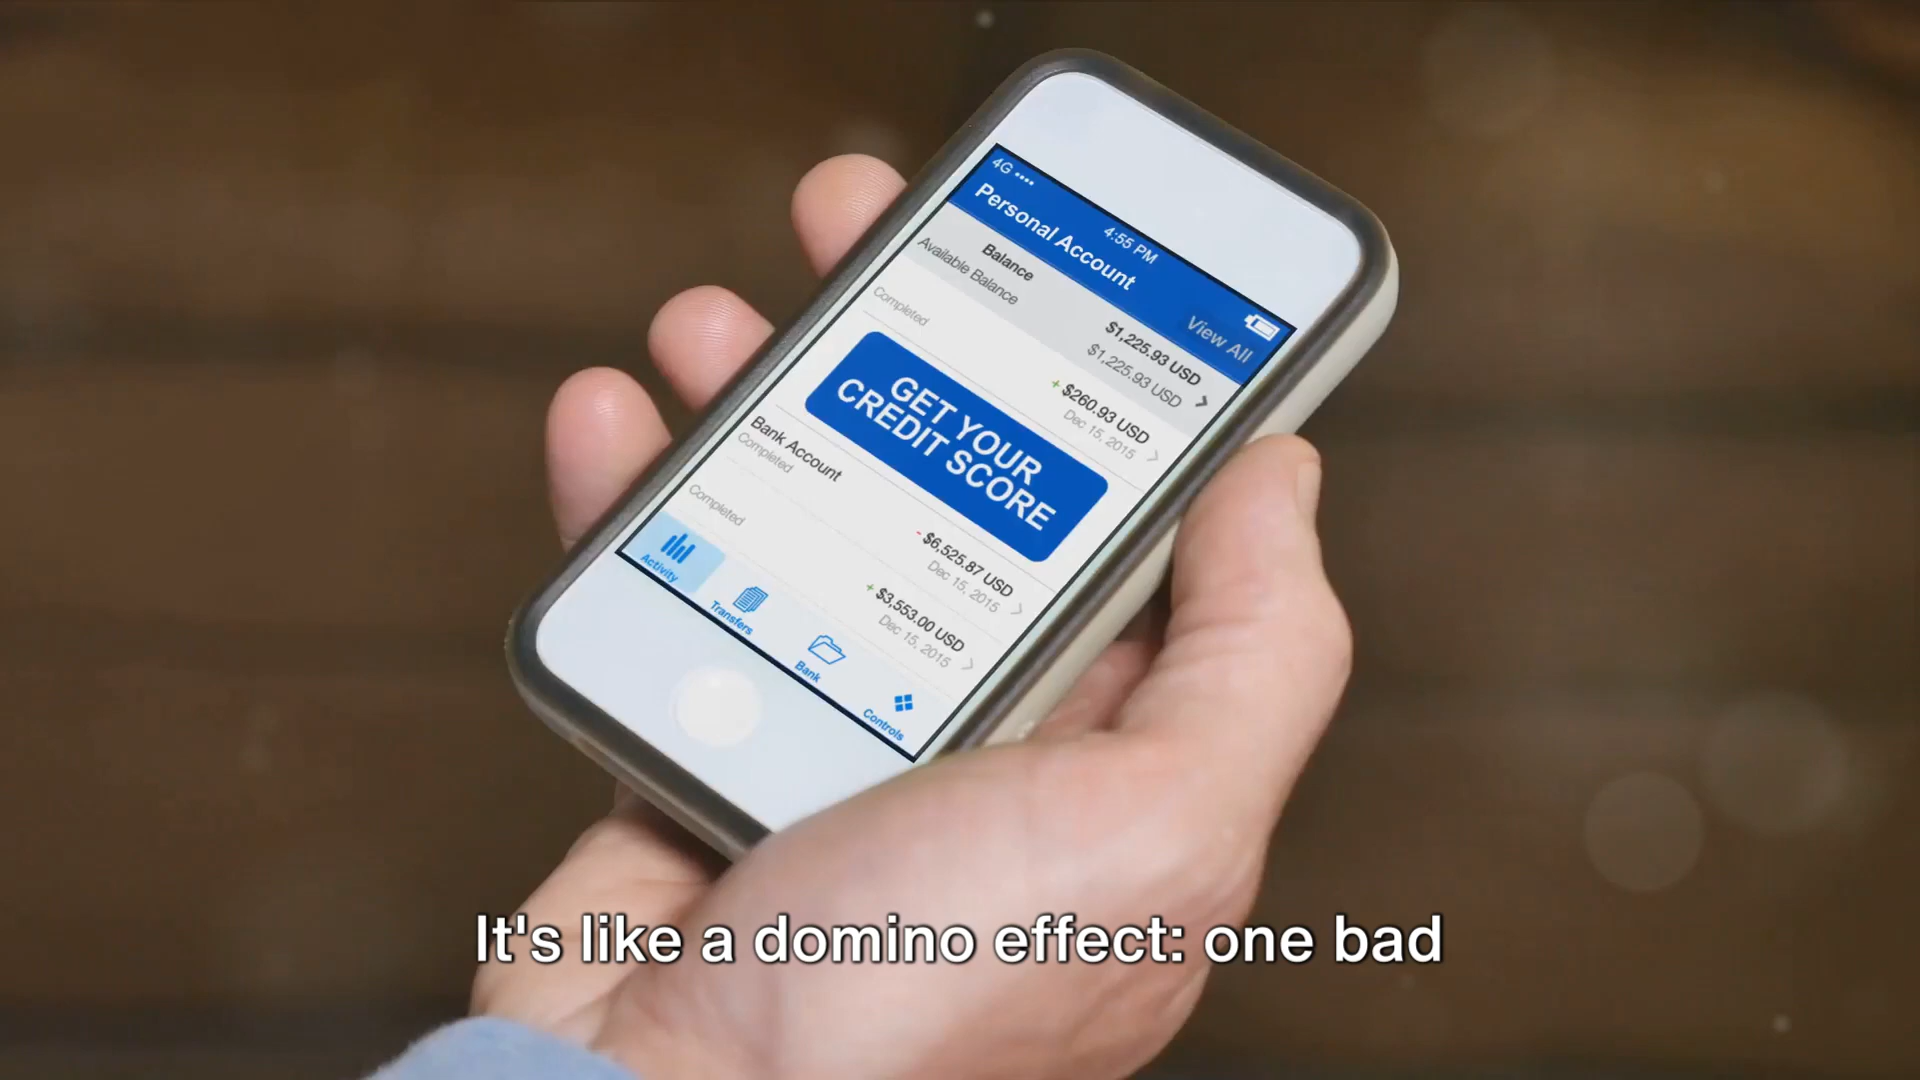 4G
4:55 PM
Personal Account
View All
Balance
$1,225.93 USD
Available Balance
$1,225.93 USD
+ $260.93 USD
Completed
Dec 15, 2015
GET YOUR
CREDIT SCORE
Bank Account
- $6,525.87 USD
Completed
Dec 15, 2015
+ $3,553.00 USD
Completed
Dec 15, 2015
Activity
Transfers
Bank
Controls
It's like a domino effect: one bad